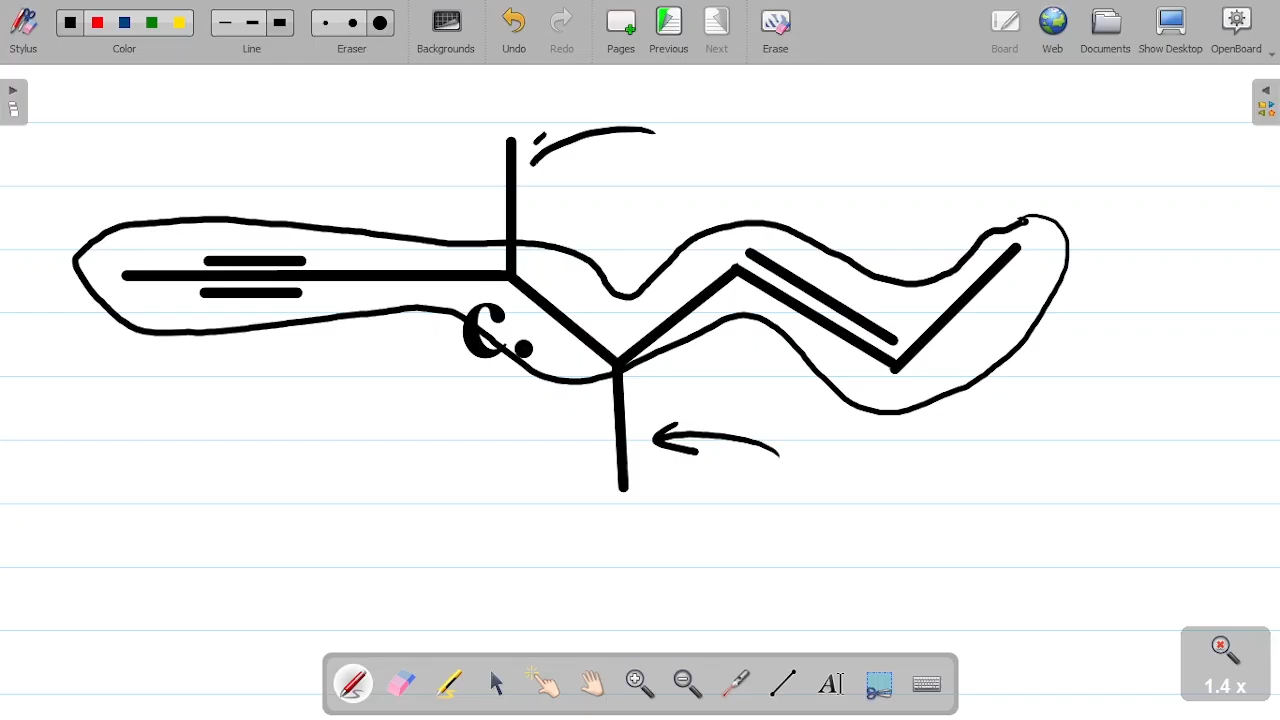 Stylus
Color
Line
Eraser
Backgrounds
Undo
Redo
Pages
Previous
Next
Erase
Board
Web
Documents
Show Desktop
OpenBoard
c.
1.4 x